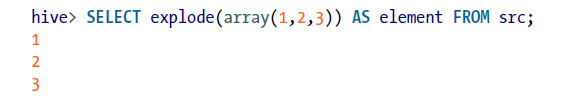 hive> SELECT explode(array(1,2,3)) AS element FROM src;
1
2
3